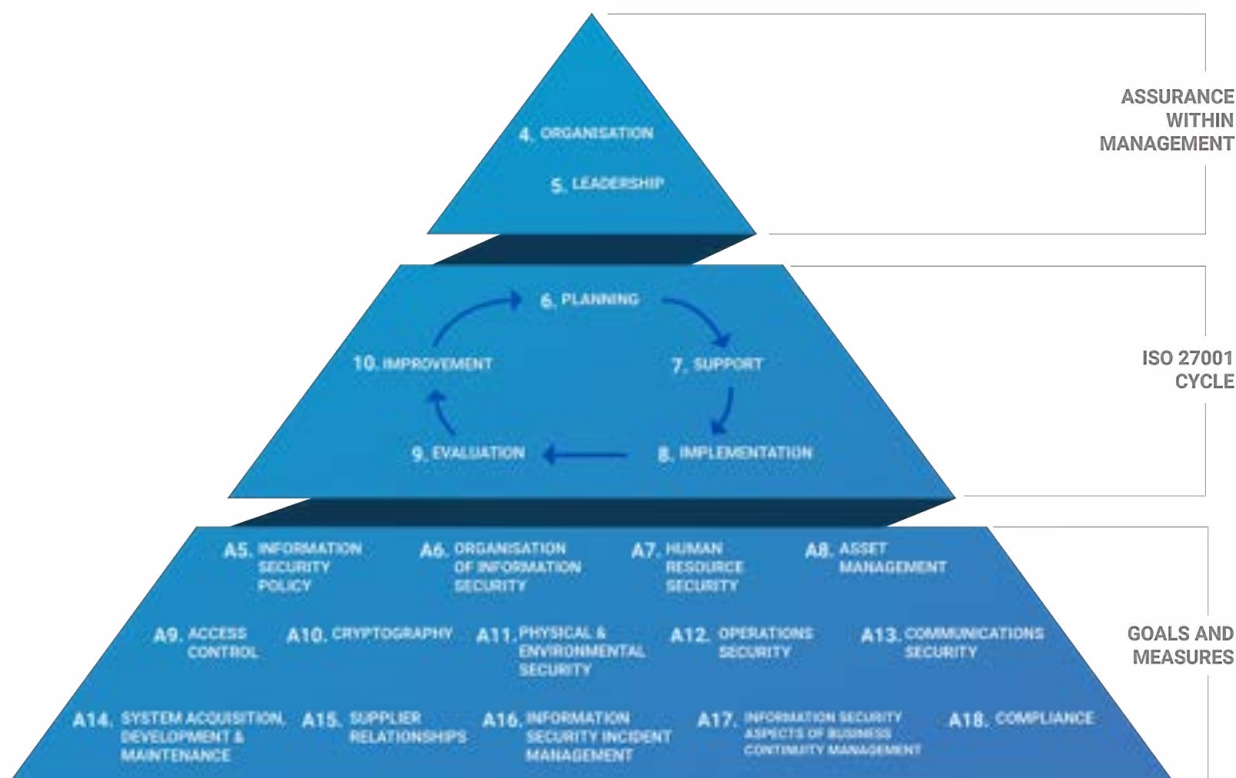 4. ORGANISATION
5. LEADERSHIP
ASSURANCE
WITHIN
MANAGEMENT
6. PLANNING
10. IMPROVEMENT
7. SUPPORT
9. EVALUATION
8. IMPLEMENTATION
ISO 27001
CYCLE
A5. INFORMATION
SECURITY
POLICY
A6. ORGANISATION
OF INFORMATION
SECURITY
A7. HUMAN
RESOURCE
SECURITY
A8. ASSET
MANAGEMENT
A9. ACCESS
CONTROL
A10. CRYPTOGRAPHY
A11. PHYSICAL &
ENVIRONMENTAL
SECURITY
A12. OPERATIONS
SECURITY
A13. COMMUNICATIONS
SECURITY
GOALS AND
MEASURES
A14. SYSTEM ACQUISITION,
DEVELOPMENT &
MAINTENANCE
A15. SUPPLIER
RELATIONSHIPS
A16. INFORMATION
SECURITY INCIDENT
MANAGEMENT
A17. INFORMATION SECURITY
ASPECTS OF BUSINESS
CONTINUITY MANAGEMENT
A18. COMPLIANCE